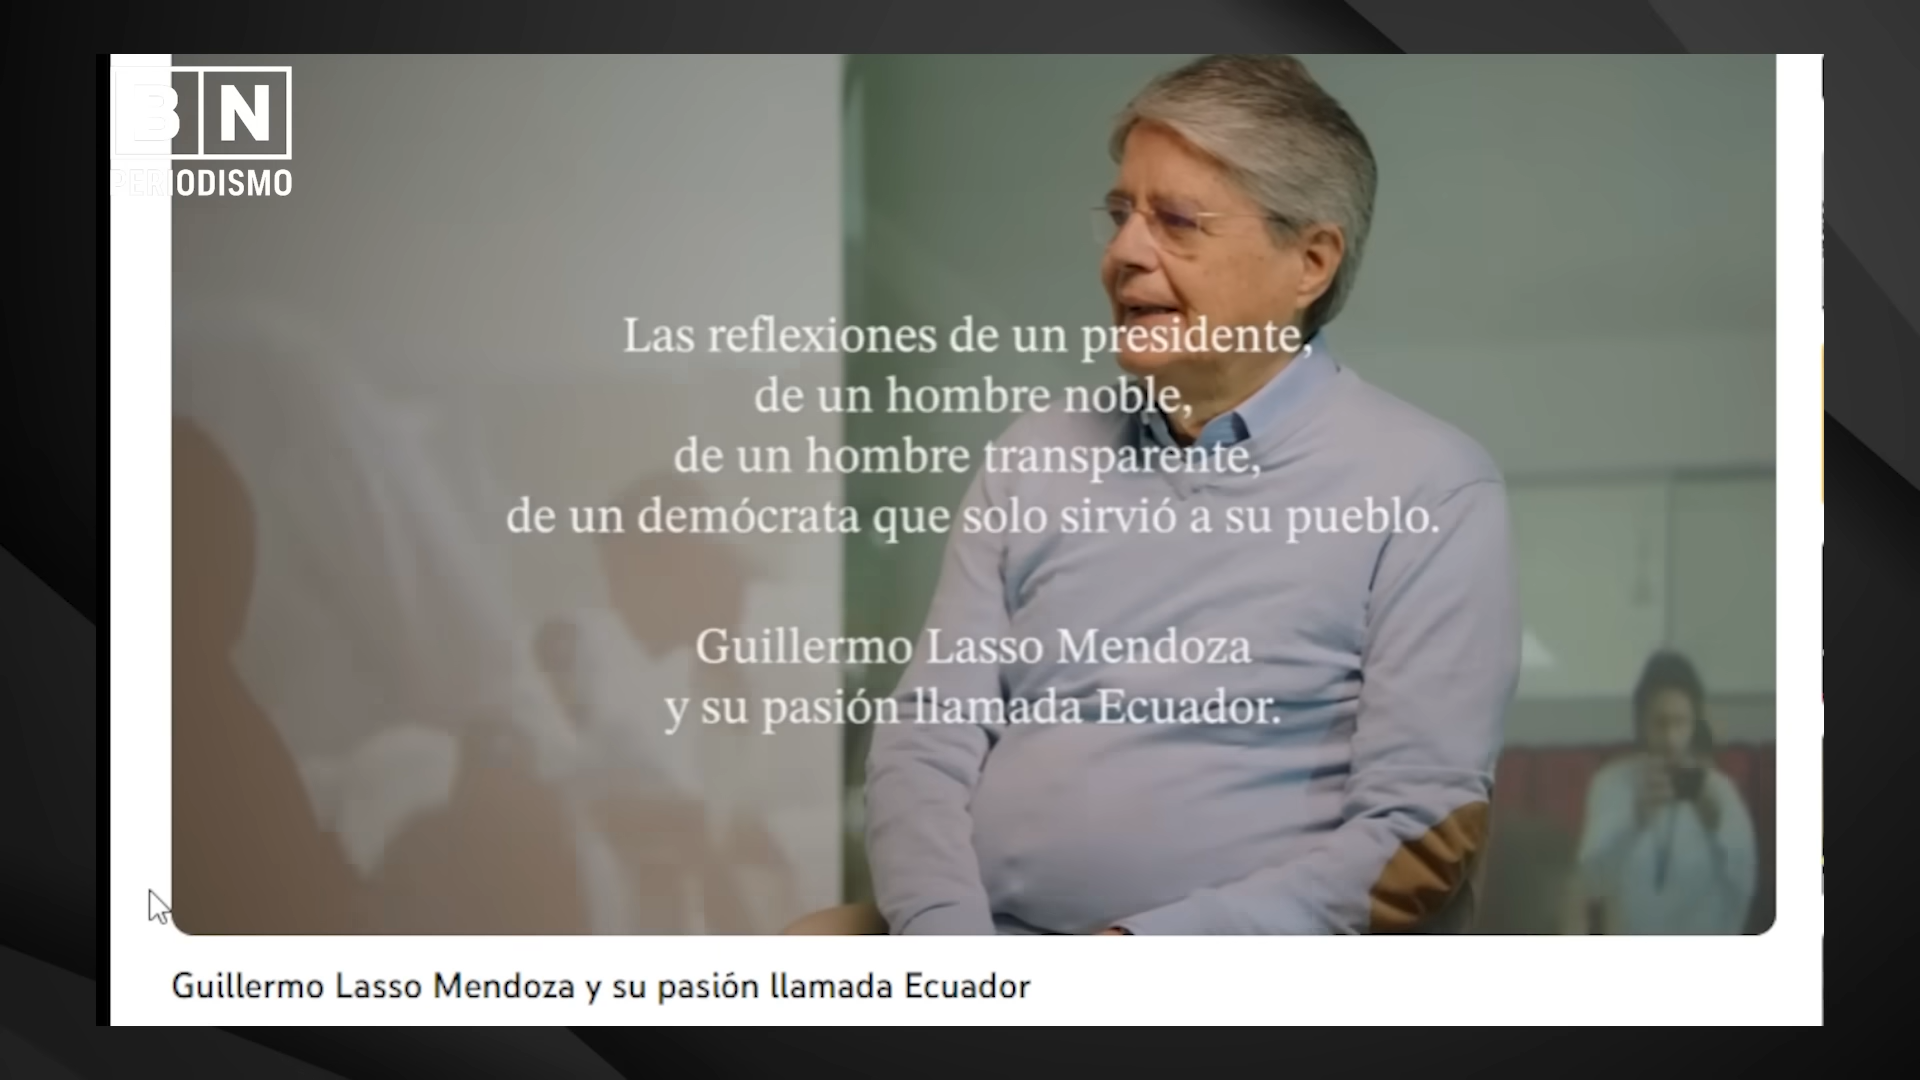 BN
PERIODISMO
Las reflexiones de un presidente,
de un hombre noble,
de un hombre transparente,
de un demócrata que solo sirvió a su pueblo.
Guillermo Lasso Mendoza
y su pasión llamada Ecuador.
Guillermo Lasso Mendoza y su pasión llamada Ecuador